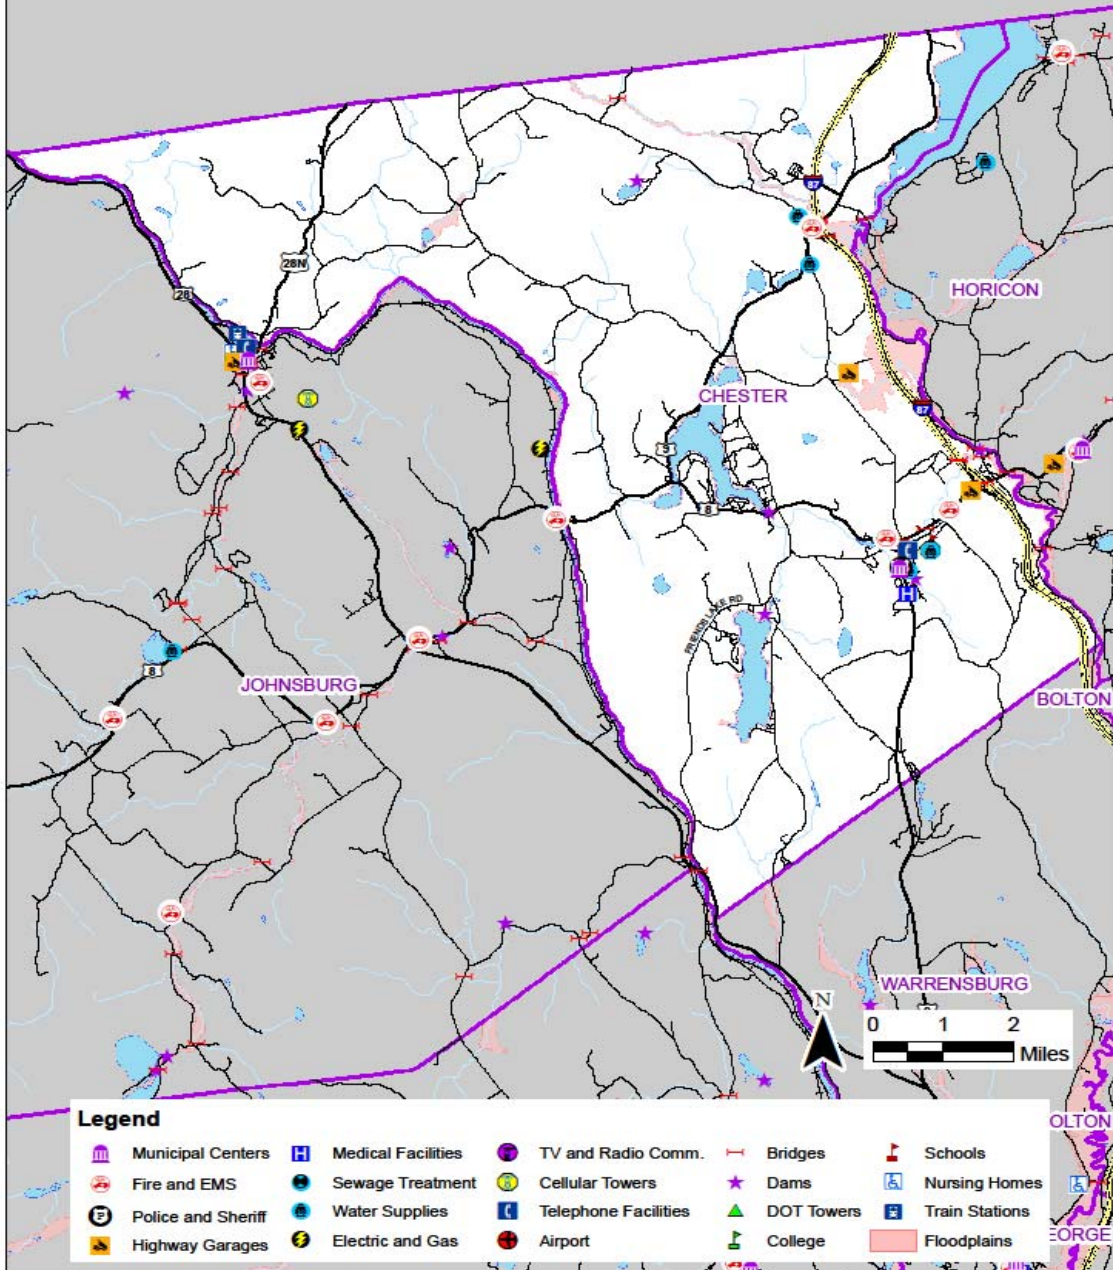 87
28N
HORICON
28
CHESTER
87
9
8
FRIENDS LAKE RD
H
8
JOHNSBURG
BOLTON
WARRENSBURG
N
0 1 2
Miles
OLTON
EORGE
Legend
Municipal Centers
H Medical Facilities
TV and Radio Comm.
Bridges
Schools
Fire and EMS
Sewage Treatment
Cellular Towers
Dams
Nursing Homes
P Police and Sheriff
Water Supplies
Telephone Facilities
DOT Towers
Train Stations
Highway Garages
Electric and Gas
Airport
College
Floodplains